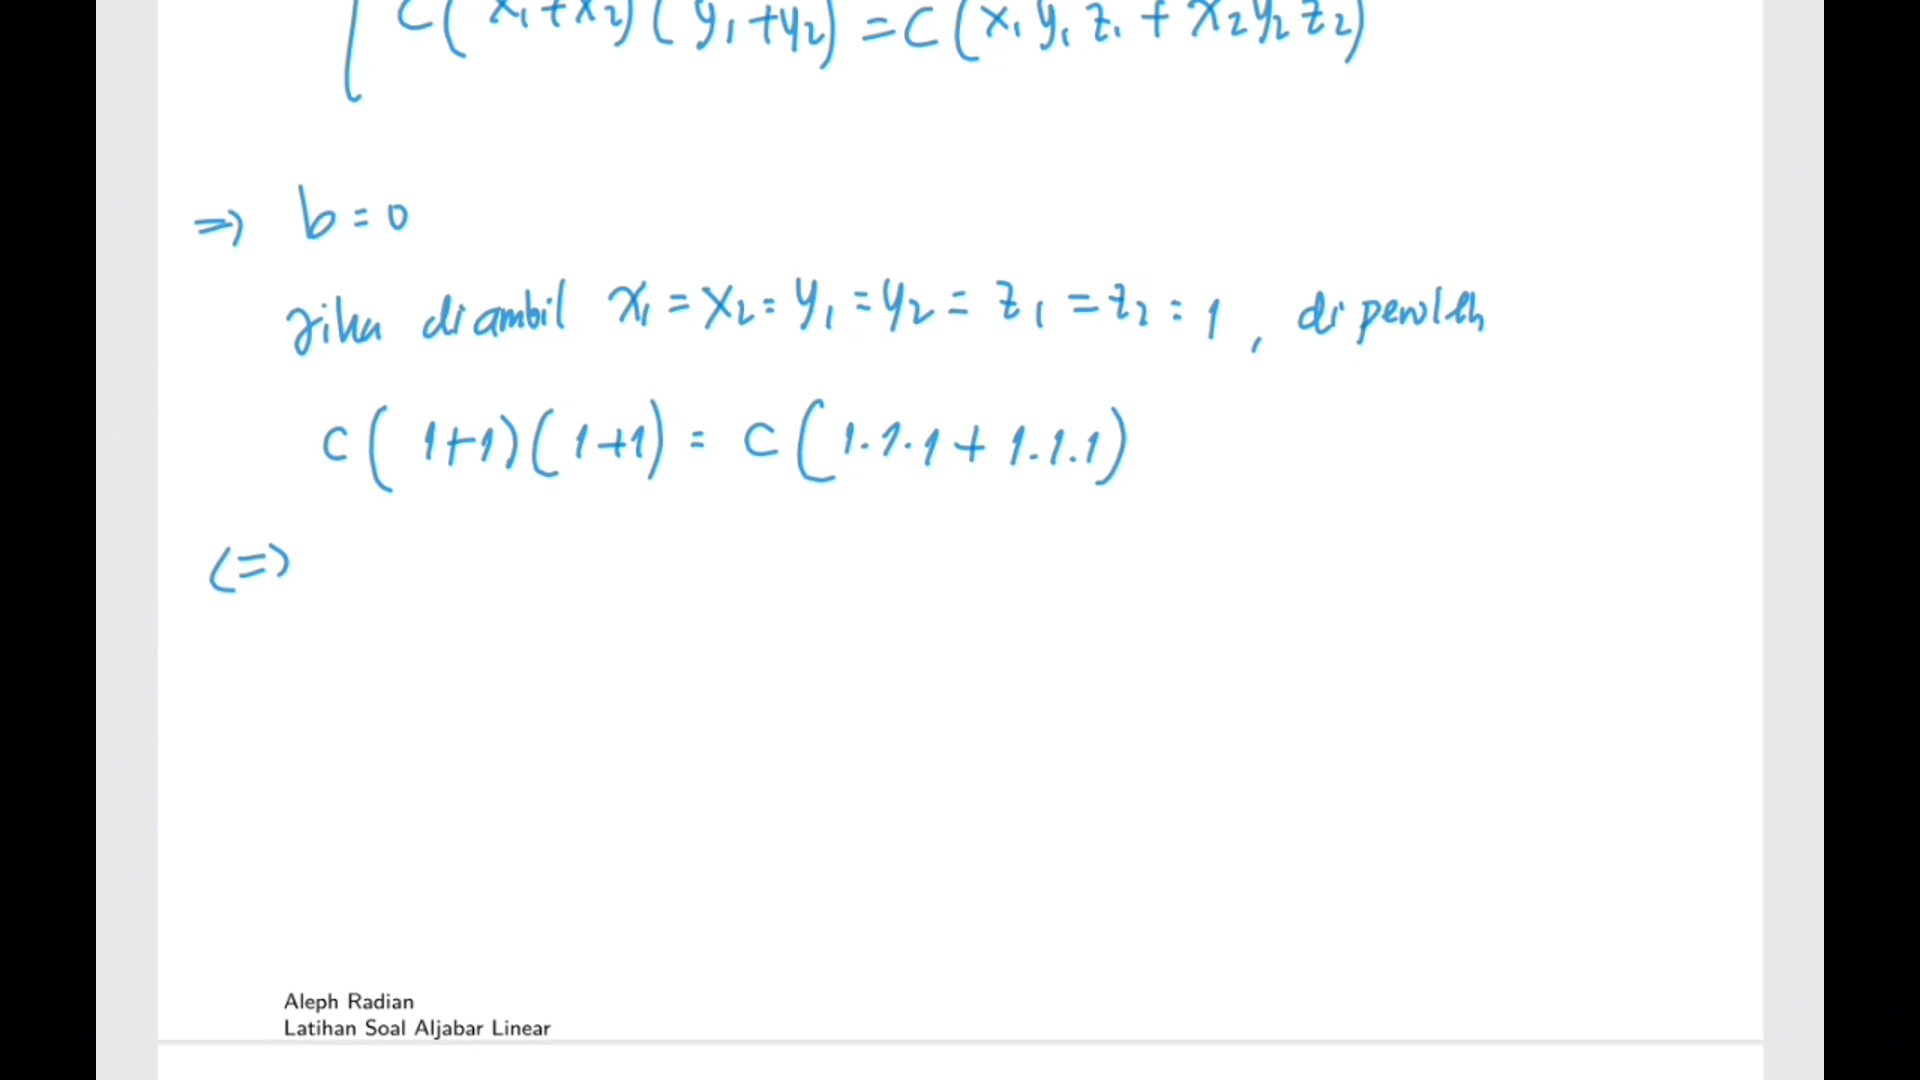 C(x₁+x₂)(y₁+y₂) = C(x₁y₁z₁ + x₂y₂z₂)
⇒ b = 0
Jika diambil x₁ = x₂ = y₁ = y₂ = z₁ = z₂ = 1, diperoleh
C(1+1)(1+1) = C(1.1.1 + 1.1.1)
⇔
Aleph Radian
Latihan Soal Aljabar Linear